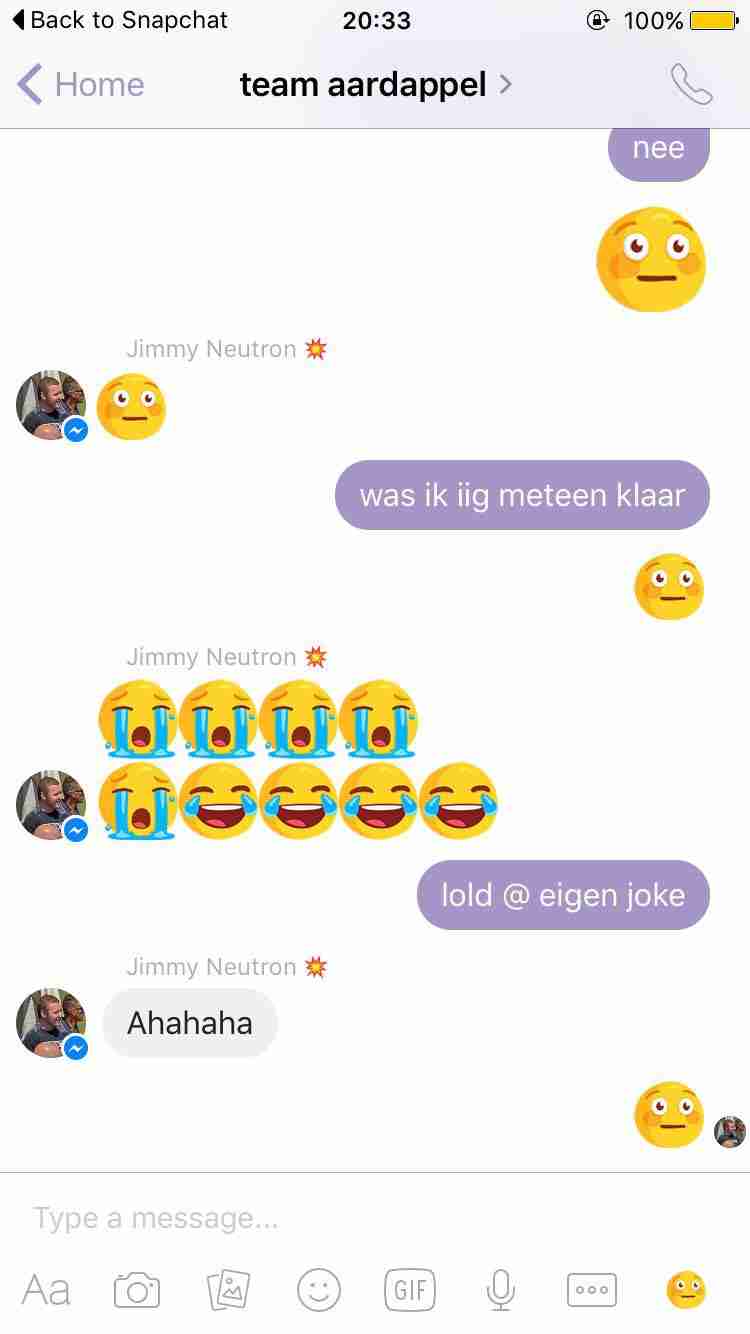 Back to Snapchat 20:33 100%
Home team aardappel
nee
Jimmy Neutron 💥
was ik iig meteen klaar
Jimmy Neutron 💥
lold @ eigen joke
Jimmy Neutron 💥
Ahahaha
Type a message...
Aa GIF